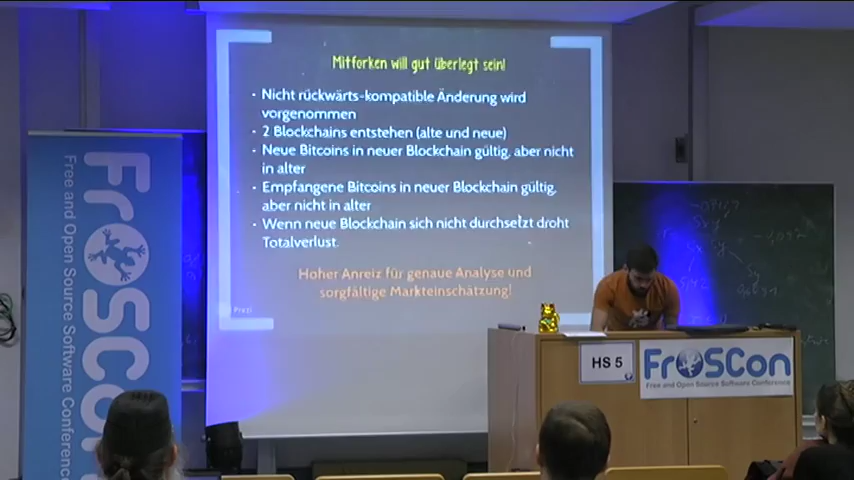 Mitforken will gut überlegt sein!
• Nicht rückwärts-kompatible Änderung wird
vorgenommen
• 2 Blockchains entstehen (alte und neue)
• Neue Bitcoins in neuer Blockchain gültig, aber nicht
in alter
• Empfangene Bitcoins in neuer Blockchain gültig,
aber nicht in alter
• Wenn neue Blockchain sich nicht durchsetzt droht
Totalverlust.
Hoher Anreiz für genaue Analyse und
sorgfältige Markteinschätzung!
Prezi
FrOSCon
Free and Open Source Software Conference
HS 5
FrOSCon
Free and Open Source Software Conference